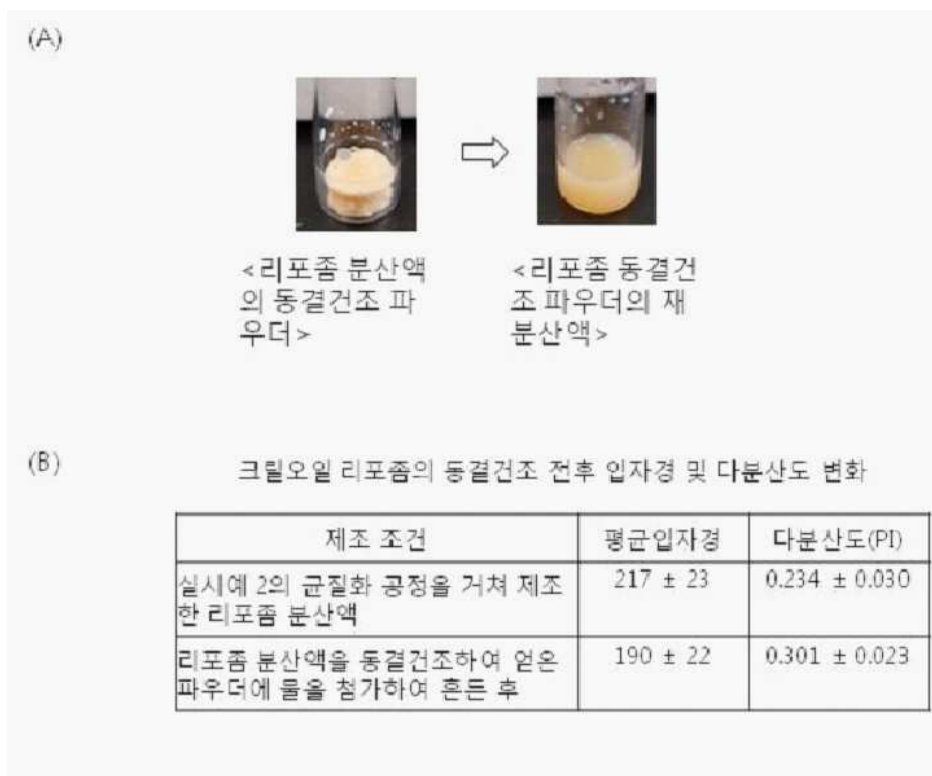 (A)
<리포좀 분산액
의 동결건조 파
우더>
<리포좀 동결건
조 파우더의 재
분산액>
(B)
크릴오일 리포좀의 동결건조 전후 입자경 및 다분산도 변화
제조 조건
평균입자경
다분산도(PI)
실시예 2의 균질화 공정을 거쳐 제조
한 리포좀 분산액
217 ± 23
0.234 ± 0.030
리포좀 분산액을 동결건조하여 얻은
파우더에 물을 첨가하여 흔든 후
190 ± 22
0.301 ± 0.023